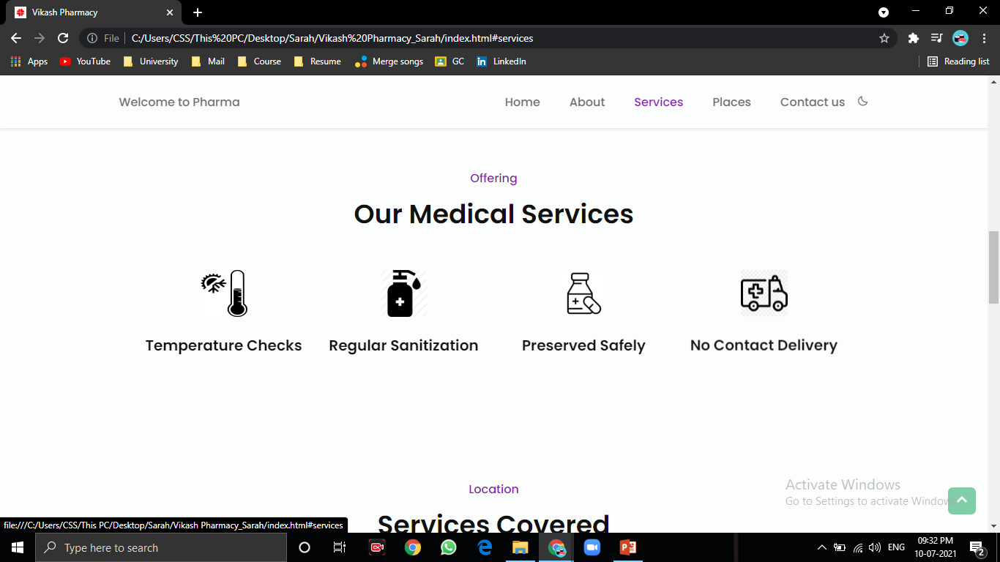 Vikash Pharmacy
File
C:/Users/CSS/This%20PC/Desktop/Sarah/Vikash%20Pharmacy_Sarah/index.html#services
Apps YouTube University Mail Course Resume Merge songs GC LinkedIn Reading list
Welcome to Pharma Home About Services Places Contact us
Offering
Our Medical Services
Temperature Checks Regular Sanitization Preserved Safely No Contact Delivery
Location
Services Covered
Activate Windows
Go to Settings to activate Windows
file:///C:/Users/CSS/This PC/Desktop/Sarah/Vikash Pharmacy_Sarah/index.html#services
Type here to search
ENG
09:32 PM
10-07-2021
2